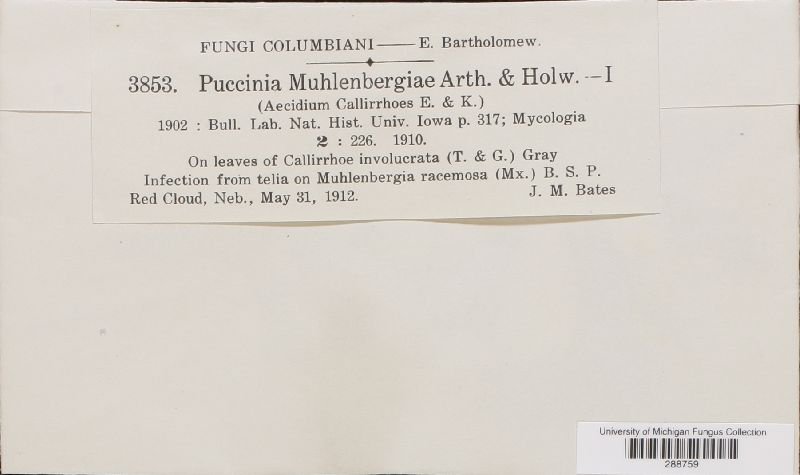 FUNGI COLUMBIANI—— E. Bartholomew.
3853. Puccinia Muhlenbergiae Arth. & Holw. —I
(Aecidium Callirrhoes E. & K.)
1902 : Bull. Lab. Nat. Hist. Univ. Iowa p. 317; Mycologia
2 : 226. 1910.
On leaves of Callirrhoe involucrata (T. & G.) Gray
Infection from telia on Muhlenbergia racemosa (Mx.) B. S. P.
Red Cloud, Neb., May 31, 1912. J. M. Bates
University of Michigan Fungus Collection
288759